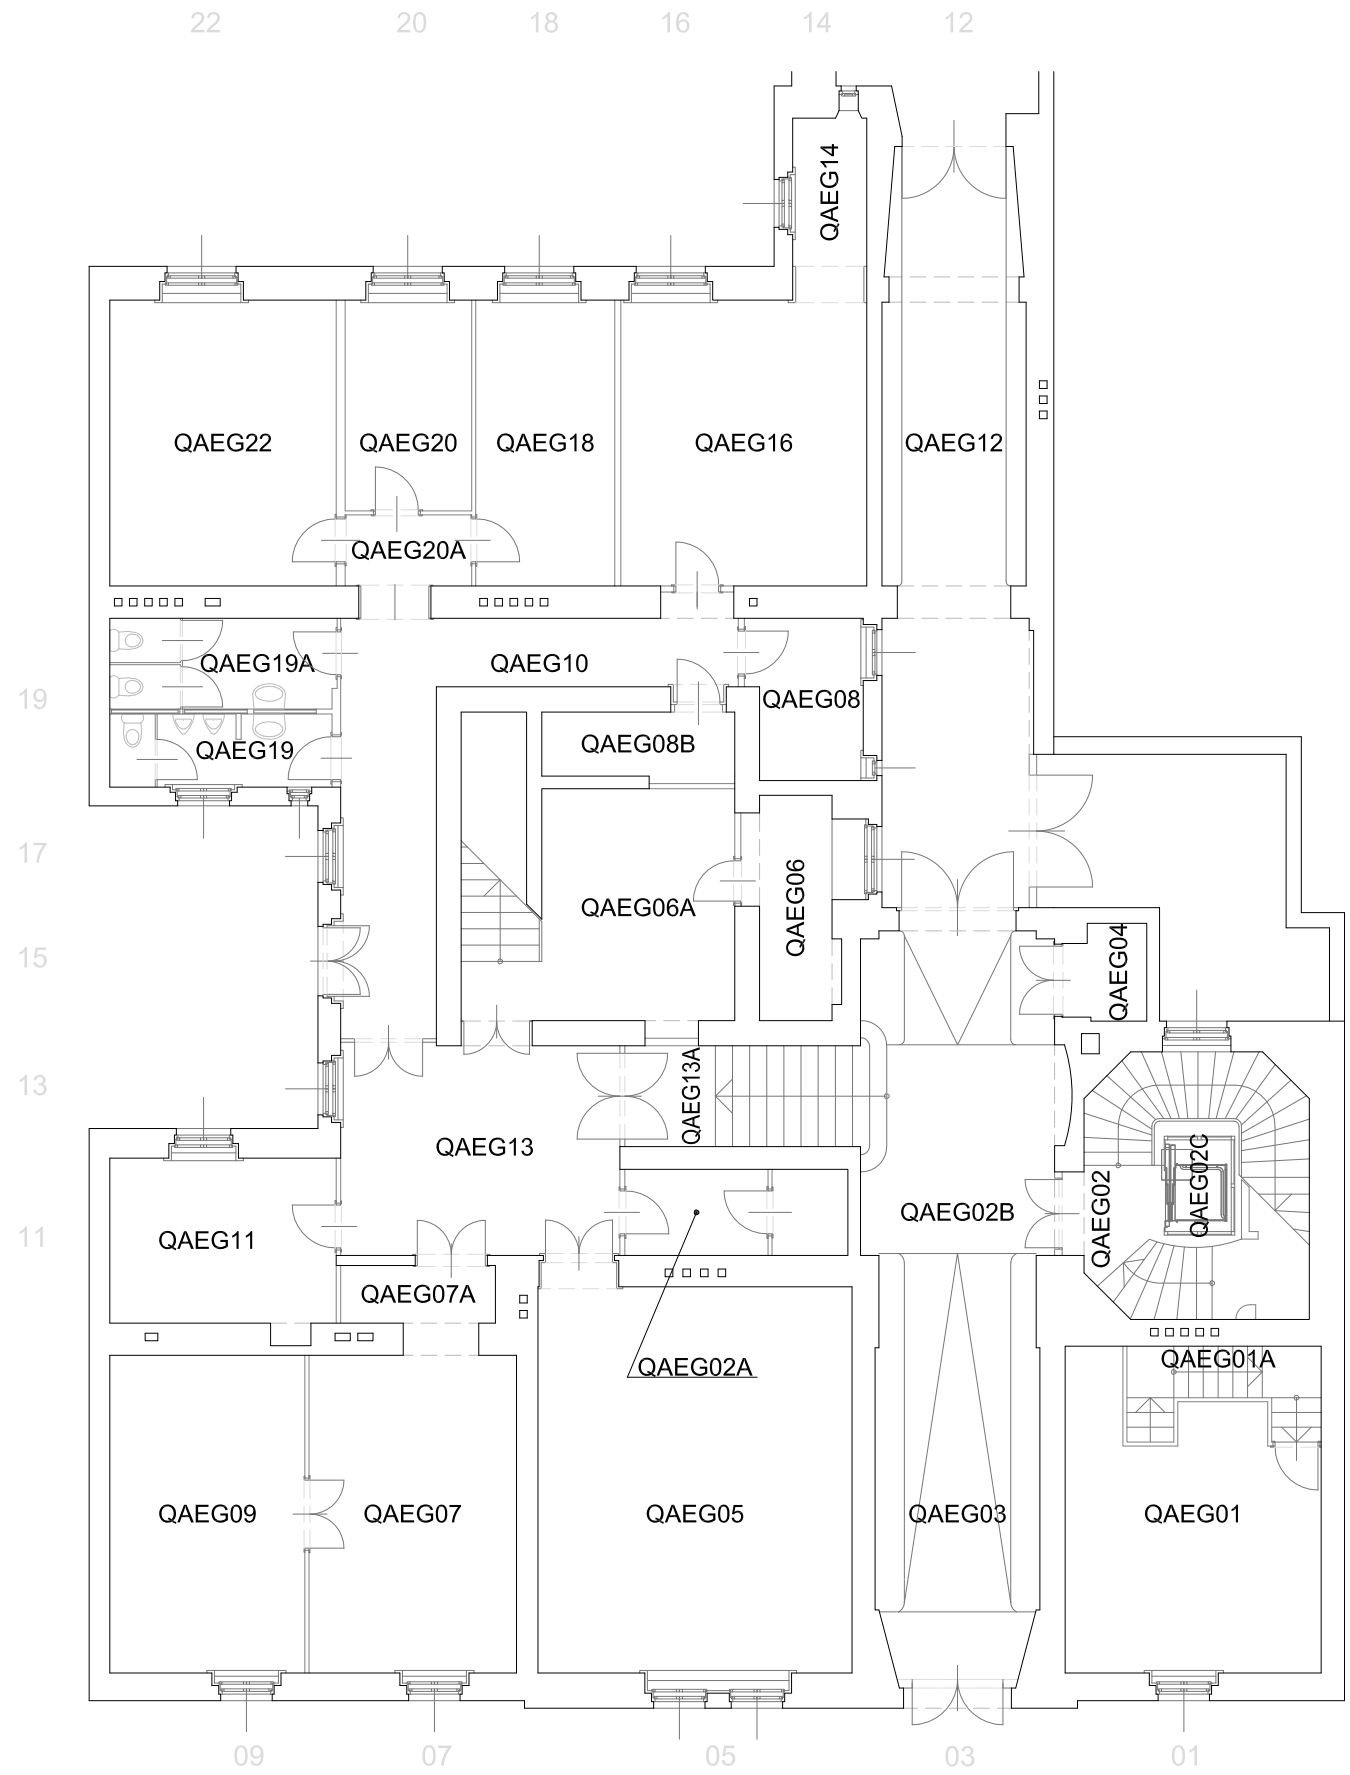 22 20 18 16 14 12
QAEG14
QAEG22 QAEG20 QAEG18 QAEG16 QAEG12
QAEG20A
QAEG19A QAEG10
19 QAEG08
QAEG19 QAEG08B
17
QAEG06A QAEG06
15 QAEG04
13 QAEG13A
QAEG13
QAEG02C
QAEG02B QAEG02
11 QAEG11
QAEG07A
QAEG02A QAEG01A
QAEG09 QAEG07 QAEG05 QAEG03 QAEG01
09 07 05 03 01